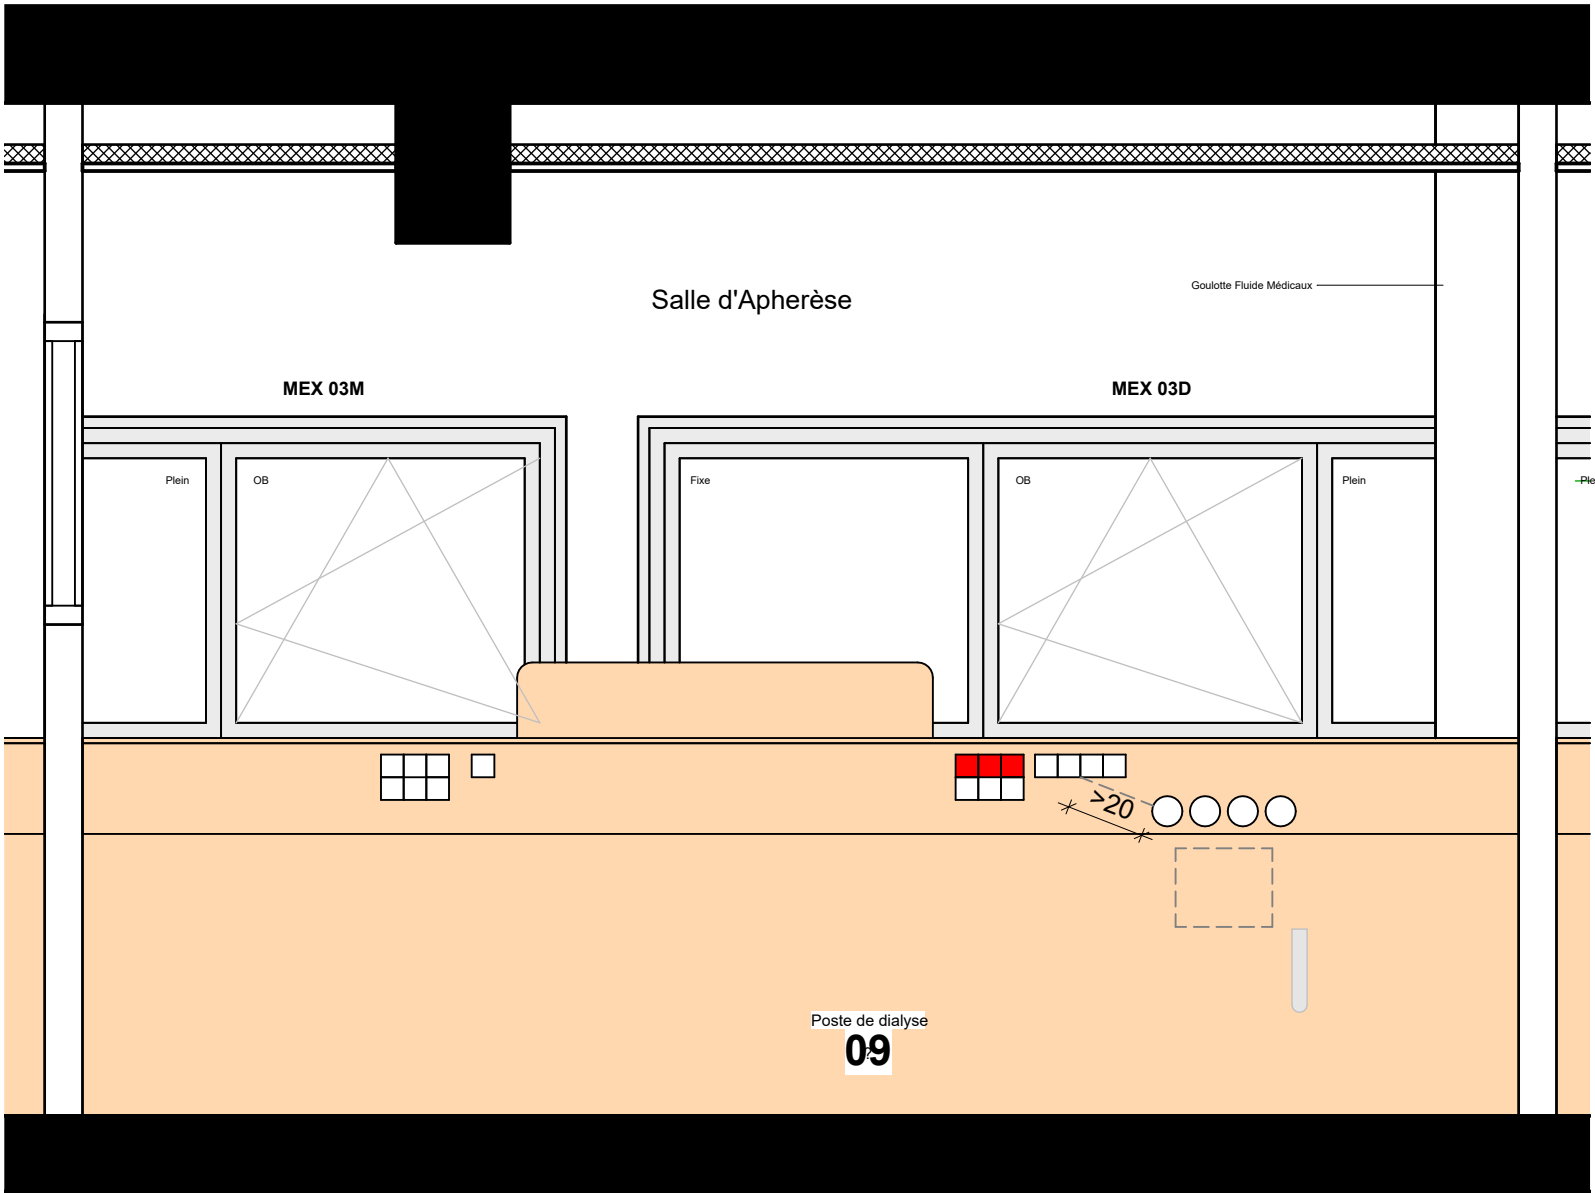 Salle d'Apherèse
Goulotte Fluide Médicaux
MEX 03M
MEX 03D
Plein
OB
Fixe
OB
Plein
Ple
>20
Poste de dialyse
09